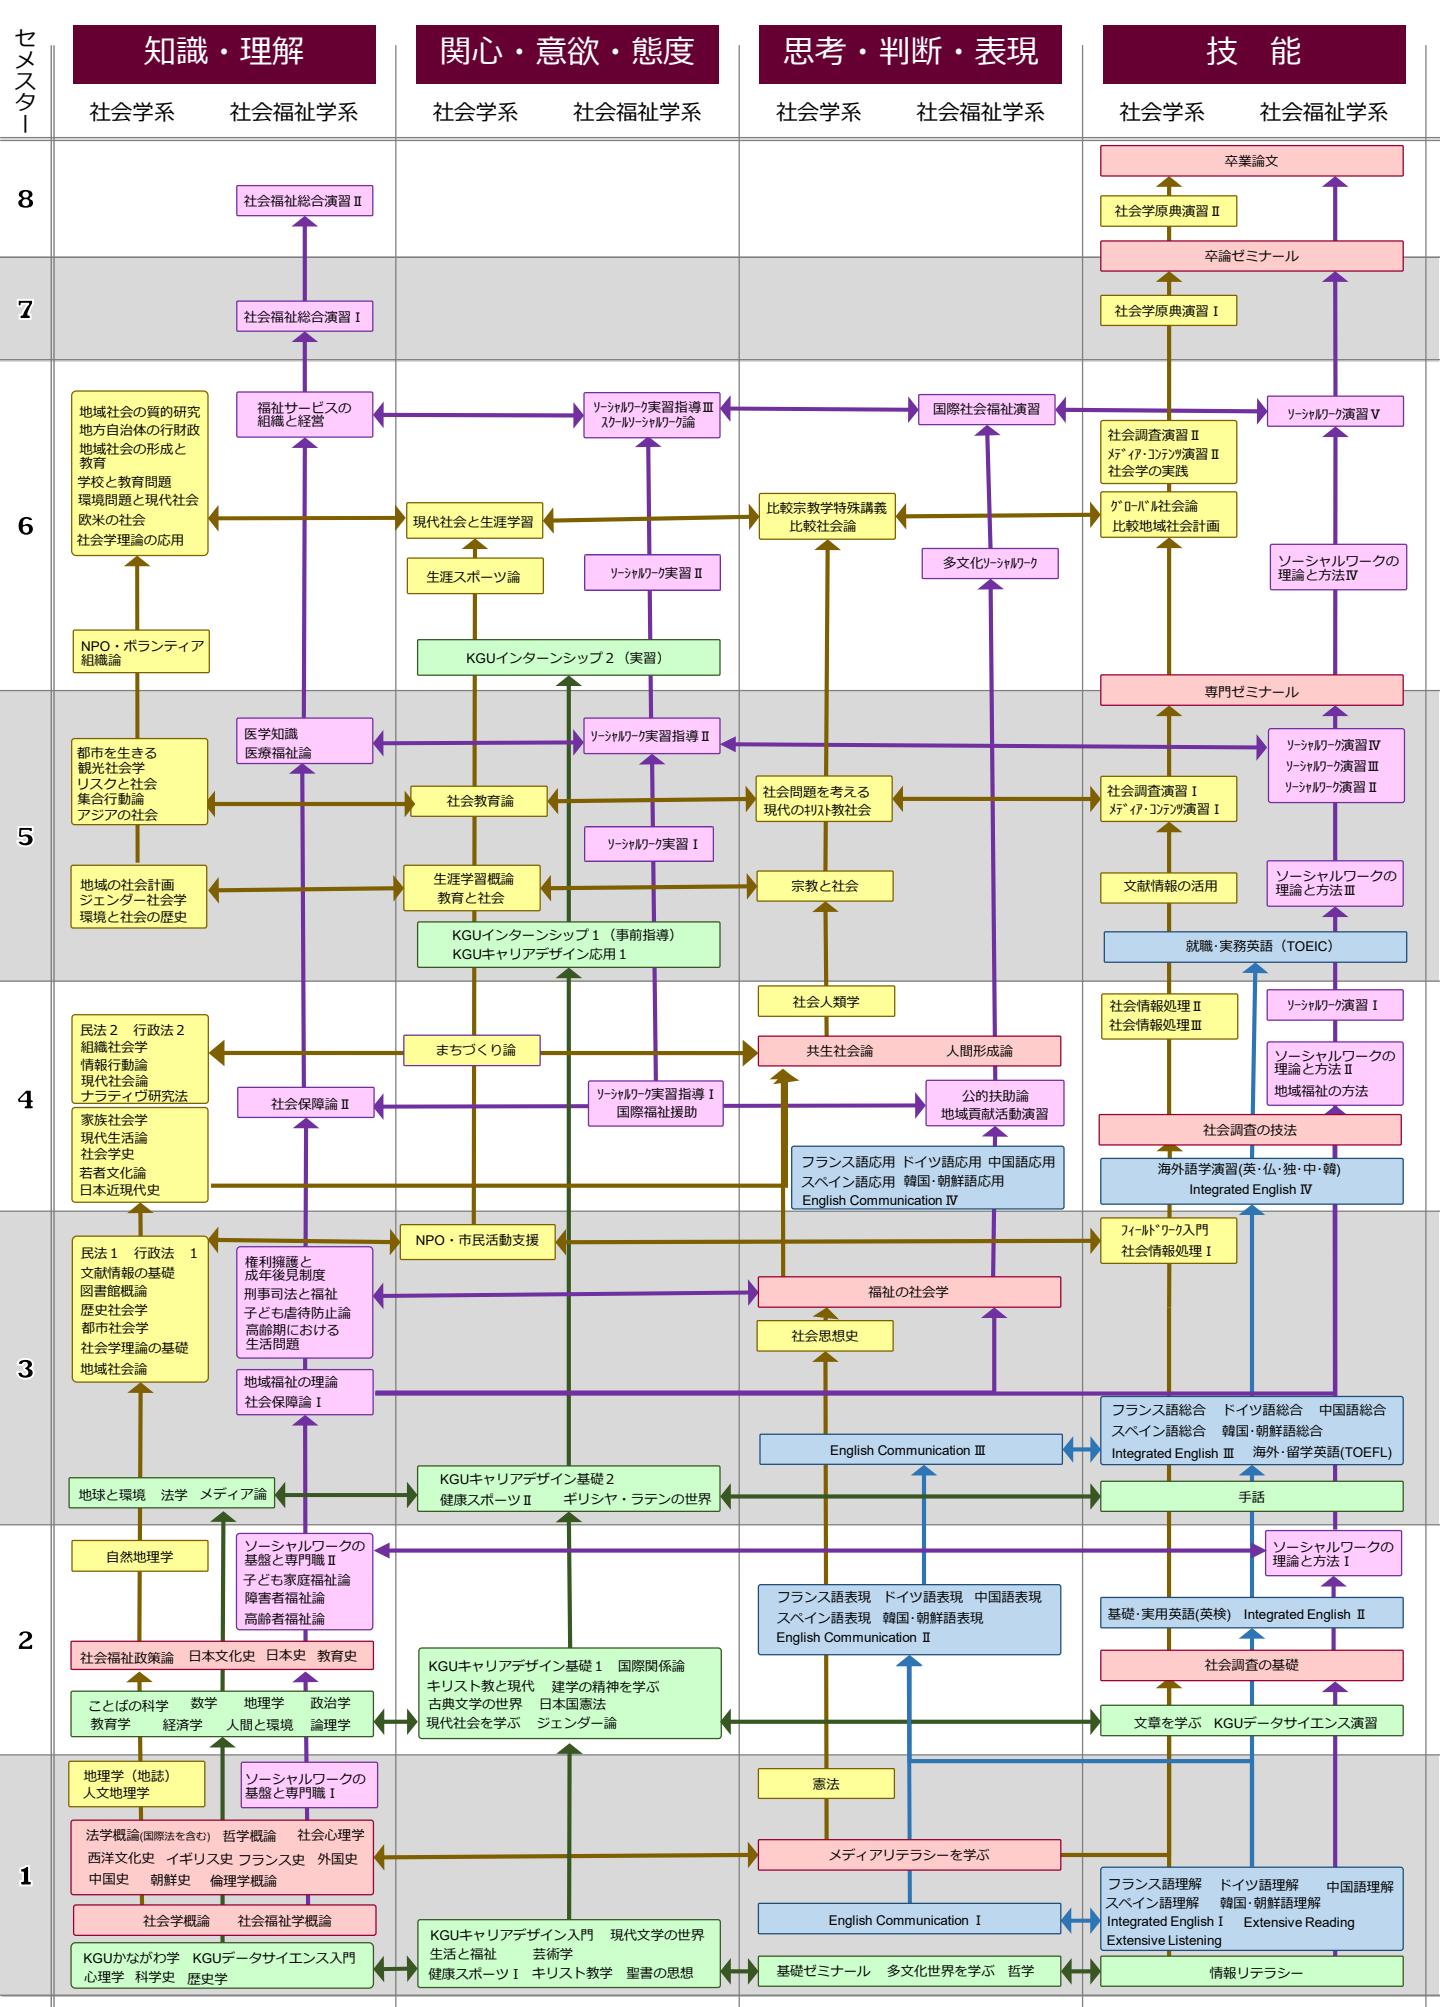 セメスター
知識・理解
関心・意欲・態度
思考・判断・表現
技　能
社会学系
社会福祉学系
社会学系
社会福祉学系
社会学系
社会福祉学系
社会学系
社会福祉学系
8
卒業論文
社会福祉総合演習Ⅱ
社会学原典演習Ⅱ
卒論ゼミナール
7
社会福祉総合演習Ⅰ
社会学原典演習Ⅰ
6
地域社会の質的研究
地方自治体の行財政
地域社会の形成と
教育
学校と教育問題
環境問題と現代社会
欧米の社会
社会学理論の応用
福祉サービスの
組織と経営
ｿｰｼｬﾙﾜｰｸ実習指導Ⅲ
ｽｸｰﾙｿｰｼｬﾙﾜｰｸ論
国際社会福祉演習
ｿｰｼｬﾙﾜｰｸ演習Ⅴ
社会調査演習Ⅱ
ﾒﾃﾞｨｱ･ｺﾝﾃﾝﾂ演習Ⅱ
社会学の実践
現代社会と生涯学習
比較宗教学特殊講義
比較社会論
ｸﾞﾛｰﾊﾞﾙ社会論
比較地域社会計画
生涯スポーツ論
ｿｰｼｬﾙﾜｰｸ実習Ⅱ
多文化ｿｰｼｬﾙﾜｰｸ
ソーシャルワークの
理論と方法Ⅳ
NPO・ボランティア
組織論
KGUインターンシップ２（実習）
専門ゼミナール
5
都市を生きる
観光社会学
リスクと社会
集合行動論
アジアの社会
医学知識
医療福祉論
ｿｰｼｬﾙﾜｰｸ実習指導Ⅱ
ｿｰｼｬﾙﾜｰｸ演習Ⅳ
ｿｰｼｬﾙﾜｰｸ演習Ⅲ
ｿｰｼｬﾙﾜｰｸ演習Ⅱ
社会教育論
社会問題を考える
現代のｷﾘｽﾄ教社会
社会調査演習Ⅰ
ﾒﾃﾞｨｱ･ｺﾝﾃﾝﾂ演習Ⅰ
ｿｰｼｬﾙﾜｰｸ実習Ⅰ
地域の社会計画
ジェンダー社会学
環境と社会の歴史
生涯学習概論
教育と社会
宗教と社会
文献情報の活用
ソーシャルワークの
理論と方法Ⅲ
KGUインターンシップ１（事前指導）
KGUキャリアデザイン応用１
就職･実務英語（TOEIC）
4
社会人類学
社会情報処理Ⅱ
社会情報処理Ⅲ
ｿｰｼｬﾙﾜｰｸ演習Ⅰ
民法２　行政法２
組織社会学
情報行動論
現代社会論
ナラティヴ研究法
まちづくり論
共生社会論　人間形成論
ソーシャルワークの
理論と方法Ⅱ
地域福祉の方法
家族社会学
現代生活論
社会学史
若者文化論
日本近現代史
社会保障論Ⅱ
ｿｰｼｬﾙﾜｰｸ実習指導Ⅰ
国際福祉援助
公的扶助論
地域貢献活動演習
社会調査の技法
フランス語応用 ドイツ語応用 中国語応用
スペイン語応用 韓国･朝鮮語応用
English Communication Ⅳ
海外語学演習(英･仏･独･中･韓)
Integrated English Ⅳ
3
民法１　行政法　１
文献情報の基礎
図書館概論
歴史社会学
都市社会学
社会学理論の基礎
地域社会論
NPO・市民活動支援
ﾌｨｰﾙﾄﾞﾜｰｸ入門
社会情報処理Ⅰ
権利擁護と
成年後見制度
刑事司法と福祉
子ども虐待防止論
高齢期における
生活問題
福祉の社会学
社会思想史
地域福祉の理論
社会保障論Ⅰ
フランス語総合　ドイツ語総合　中国語総合
スペイン語総合　韓国･朝鮮語総合
Integrated English Ⅲ　海外･留学英語(TOEFL)
English Communication Ⅲ
地球と環境　法学　メディア論
KGUキャリアデザイン基礎２
健康スポーツⅡ　ギリシヤ・ラテンの世界
手話
2
自然地理学
ソーシャルワークの
基盤と専門職Ⅱ
子ども家庭福祉論
障害者福祉論
高齢者福祉論
ソーシャルワークの
理論と方法Ⅰ
フランス語表現　ドイツ語表現　中国語表現
スペイン語表現　韓国･朝鮮語表現
English Communication Ⅱ
基礎･実用英語(英検)　Integrated English Ⅱ
社会福祉政策論　日本文化史　日本史　教育史
KGUキャリアデザイン基礎１　国際関係論
キリスト教と現代　建学の精神を学ぶ
古典文学の世界　日本国憲法
現代社会を学ぶ　ジェンダー論
社会調査の基礎
ことばの科学　数学　地理学　政治学
教育学　経済学　人間と環境　論理学
文章を学ぶ　KGUデータサイエンス演習
1
地理学（地誌）
人文地理学
ソーシャルワークの
基盤と専門職Ⅰ
憲法
法学概論(国際法を含む)　哲学概論　社会心理学
西洋文化史　イギリス史 フランス史　外国史
中国史　朝鮮史　倫理学概論
メディアリテラシーを学ぶ
フランス語理解　ドイツ語理解　中国語理解
スペイン語理解　韓国･朝鮮語理解
Integrated English Ⅰ　Extensive Reading
Extensive Listening
社会学概論　社会福祉学概論
English Communication Ⅰ
KGUキャリアデザイン入門　現代文学の世界
生活と福祉　芸術学
健康スポーツⅠ　キリスト教学　聖書の思想
KGUかながわ学　KGUデータサイエンス入門
心理学　科学史　歴史学
基礎ゼミナール　多文化世界を学ぶ　哲学
情報リテラシー